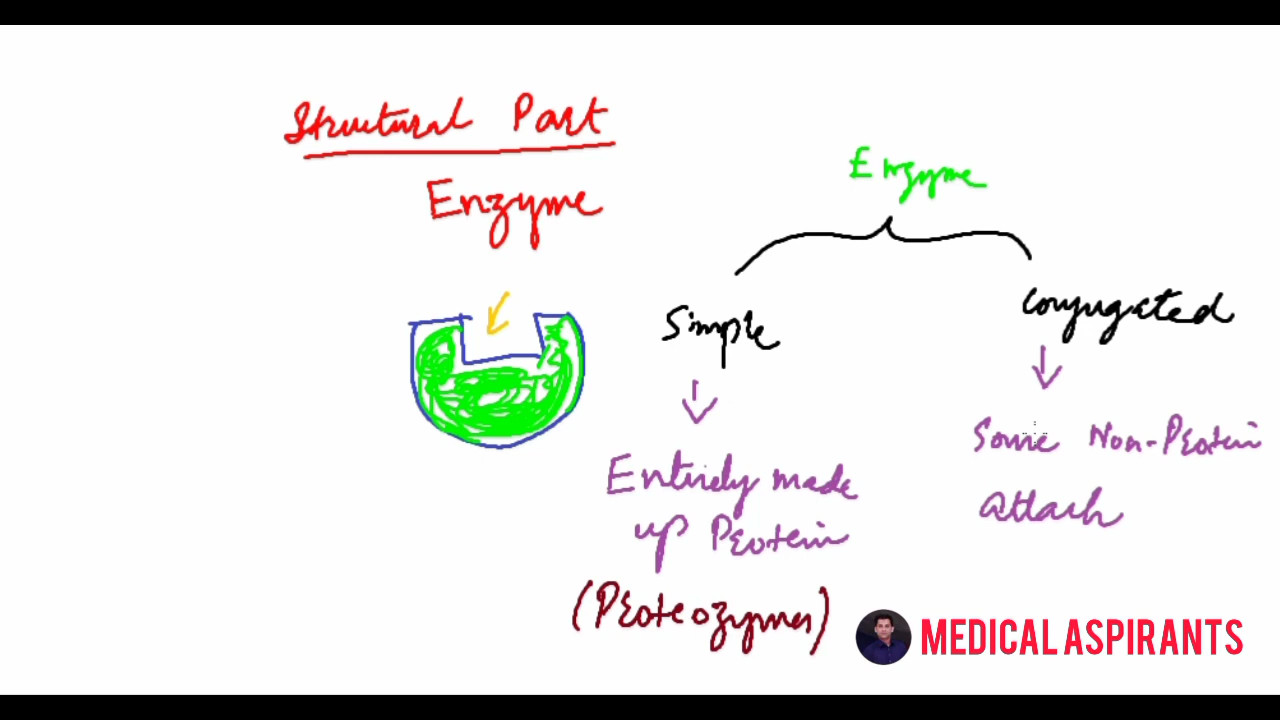 Structural Part
Enzyme
Enzyme
Simple
Conjugated
Entirely made
up Protein
(Proteozymes)
Some Non-Protein
attach
MEDICAL ASPIRANTS